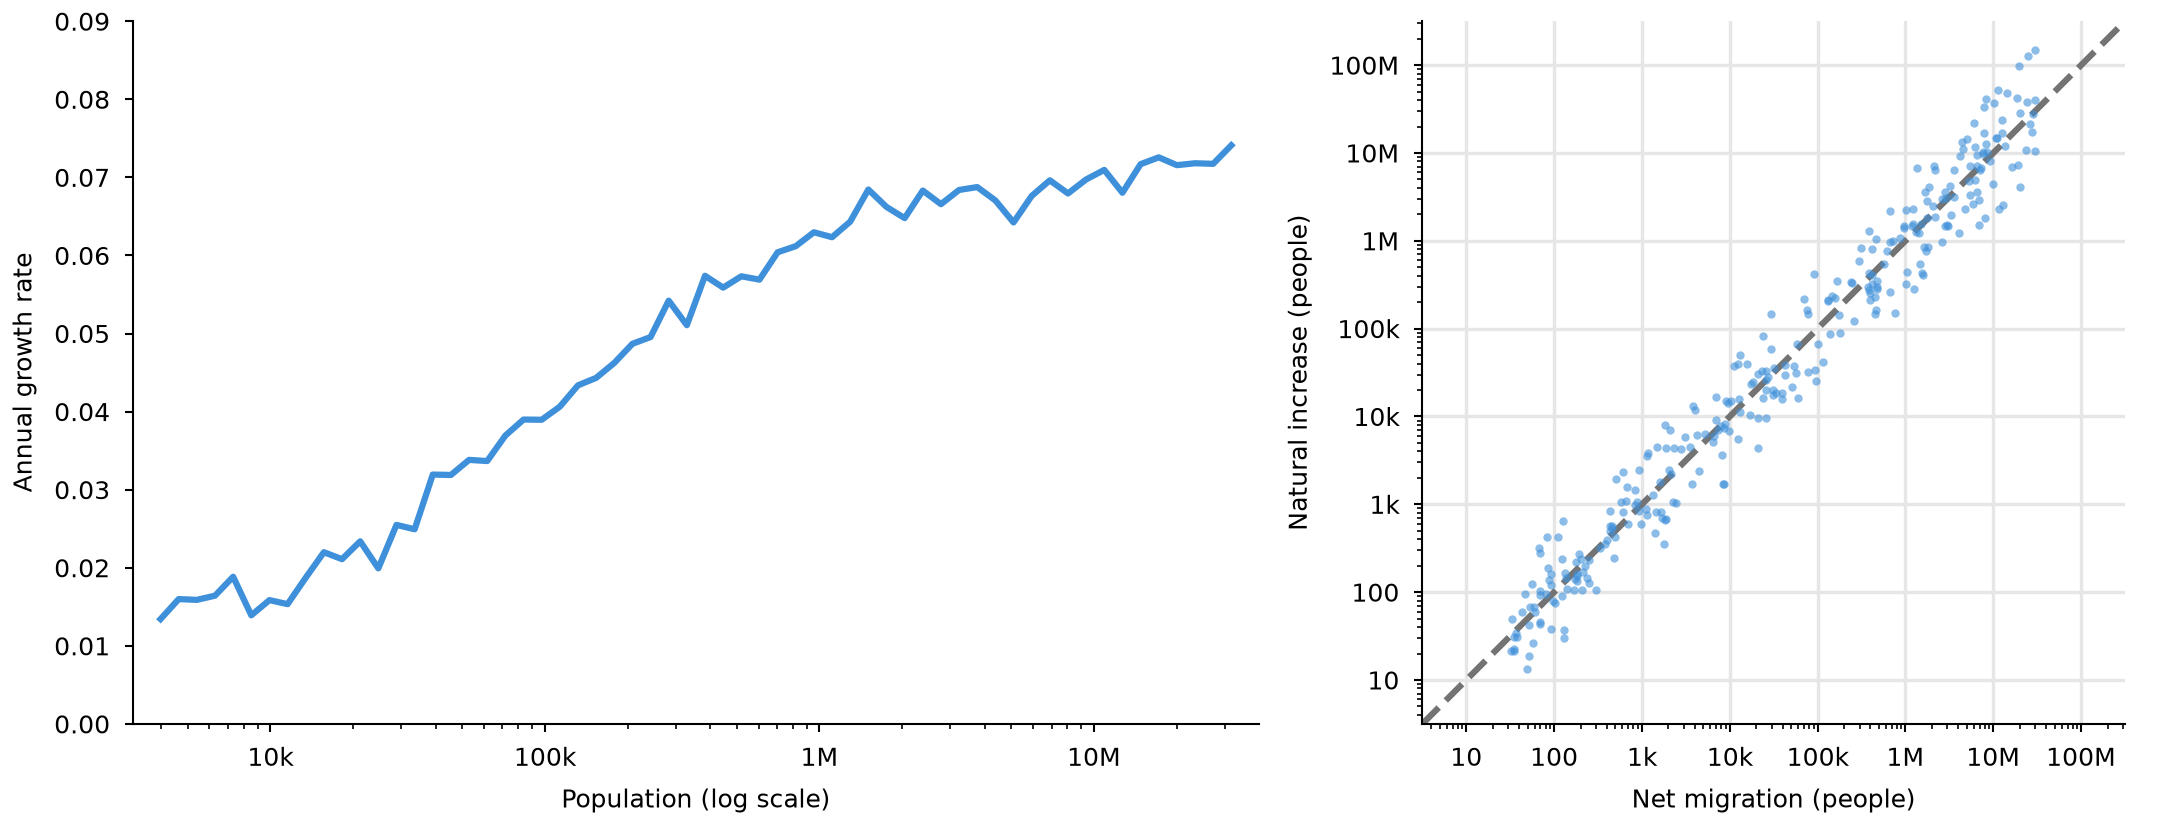 0.09
0.08
0.07
0.06
0.05
0.04
0.03
0.02
0.01
0.00
Annual growth rate
10k 100k 1M 10M
Population (log scale)
100M
10M
1M
100k
10k
1k
100
10
Natural increase (people)
10 100 1k 10k 100k 1M 10M 100M
Net migration (people)